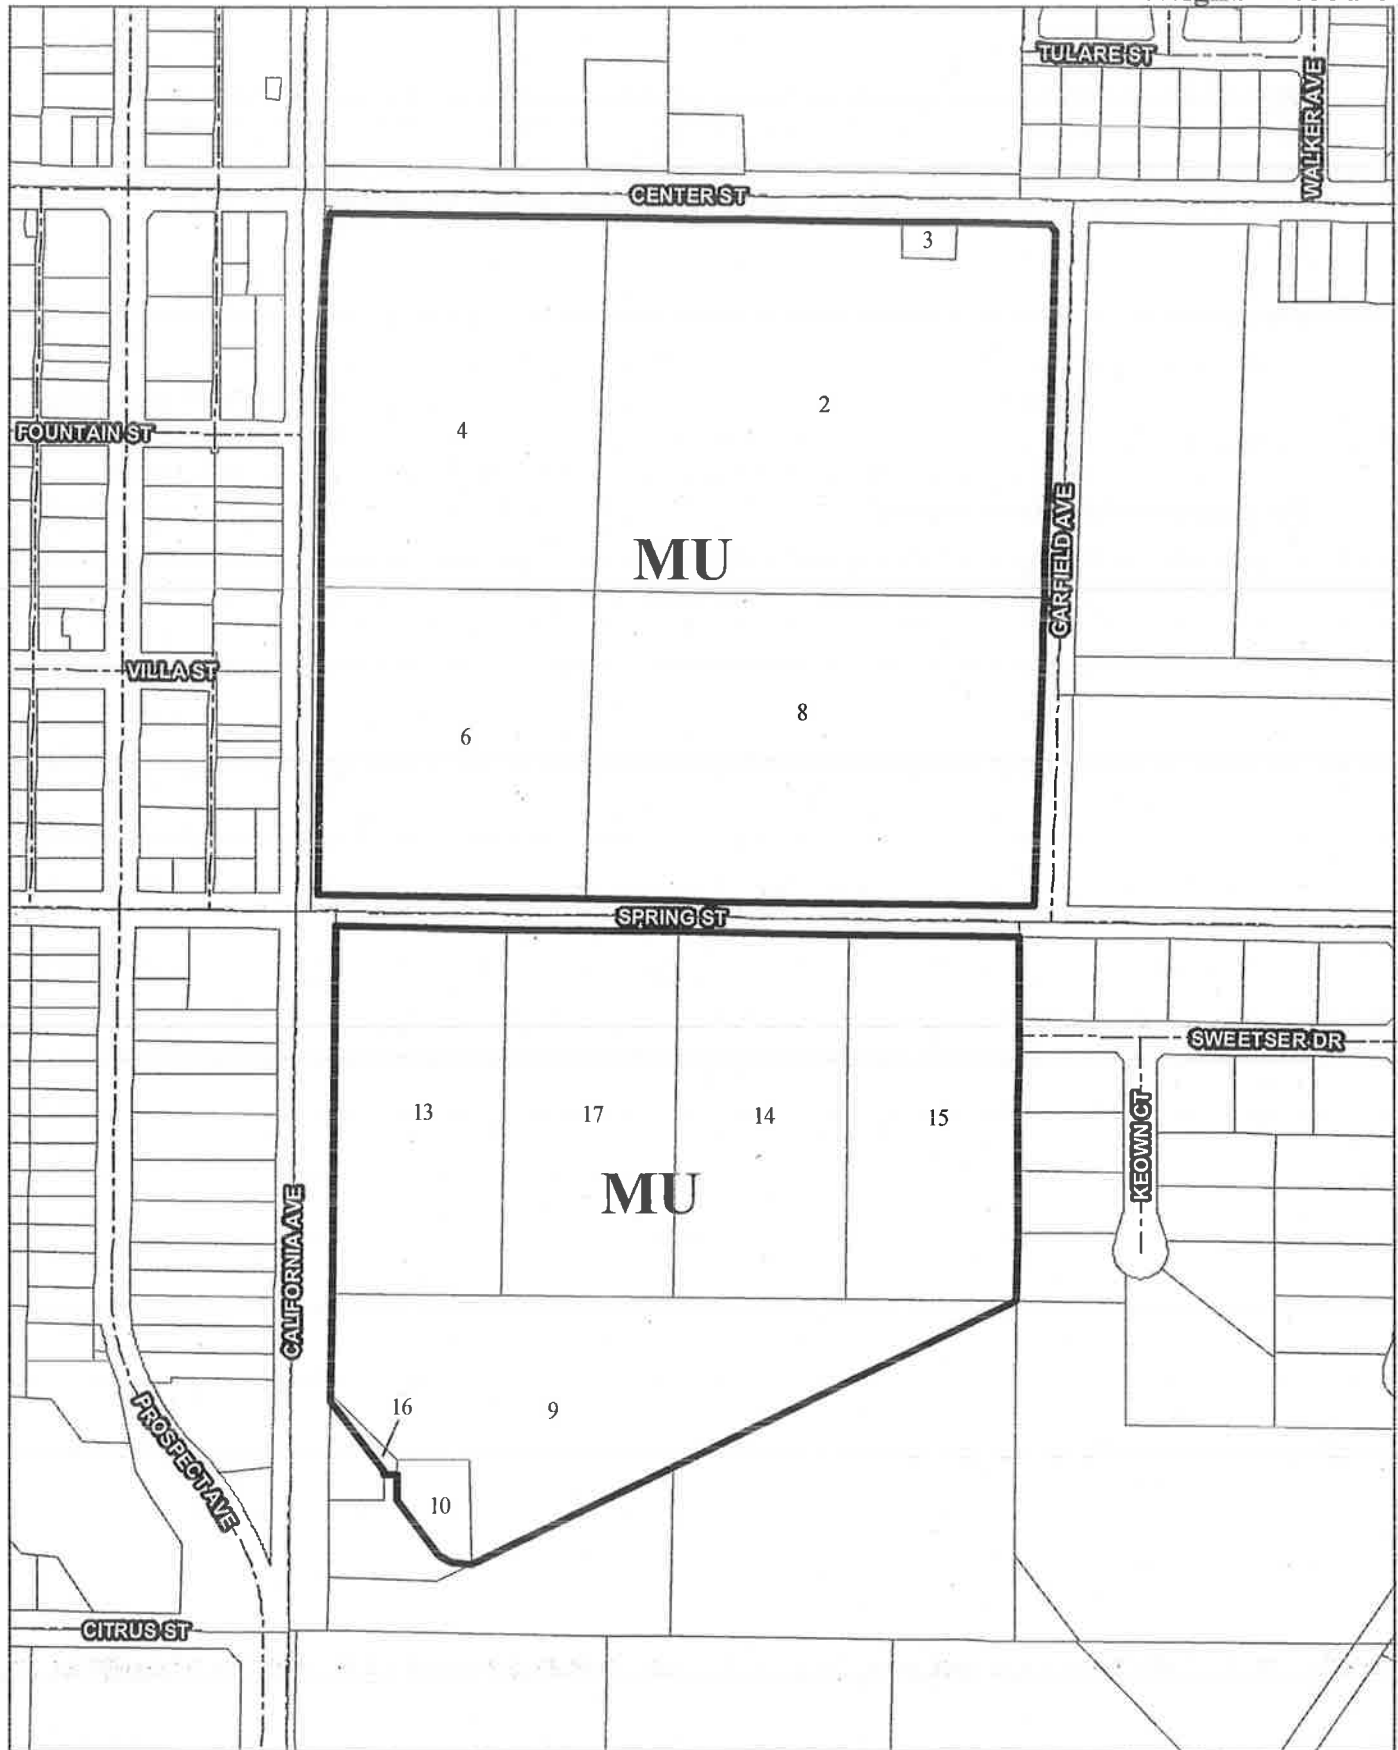 TULARE ST
WALKER AVE
CENTER ST
3
2
4
FOUNTAIN ST
GARFIELD AVE
MU
VILLA ST
8
6
SPRING ST
SWEETSER DR
13
17
14
15
KEOWN CT
MU
CALIFORNIA AVE
16
9
PROSPECT AVE
10
CITRUS ST